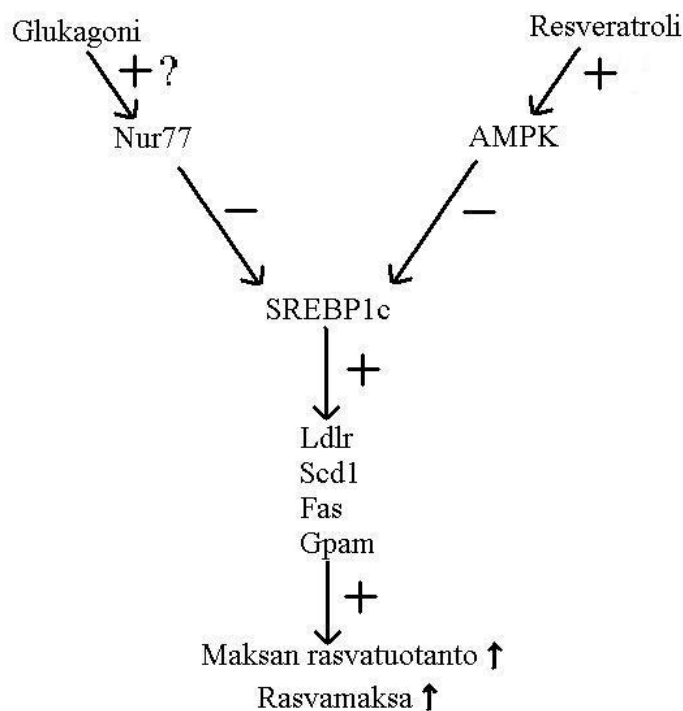 Glukagoni
Resveratroli
+ ?
+
Nur77
AMPK
−
−
SREBP1c
+
Ldlr
Scd1
Fas
Gpam
+
Maksan rasvatuotanto ↑
Rasvamaksa ↑